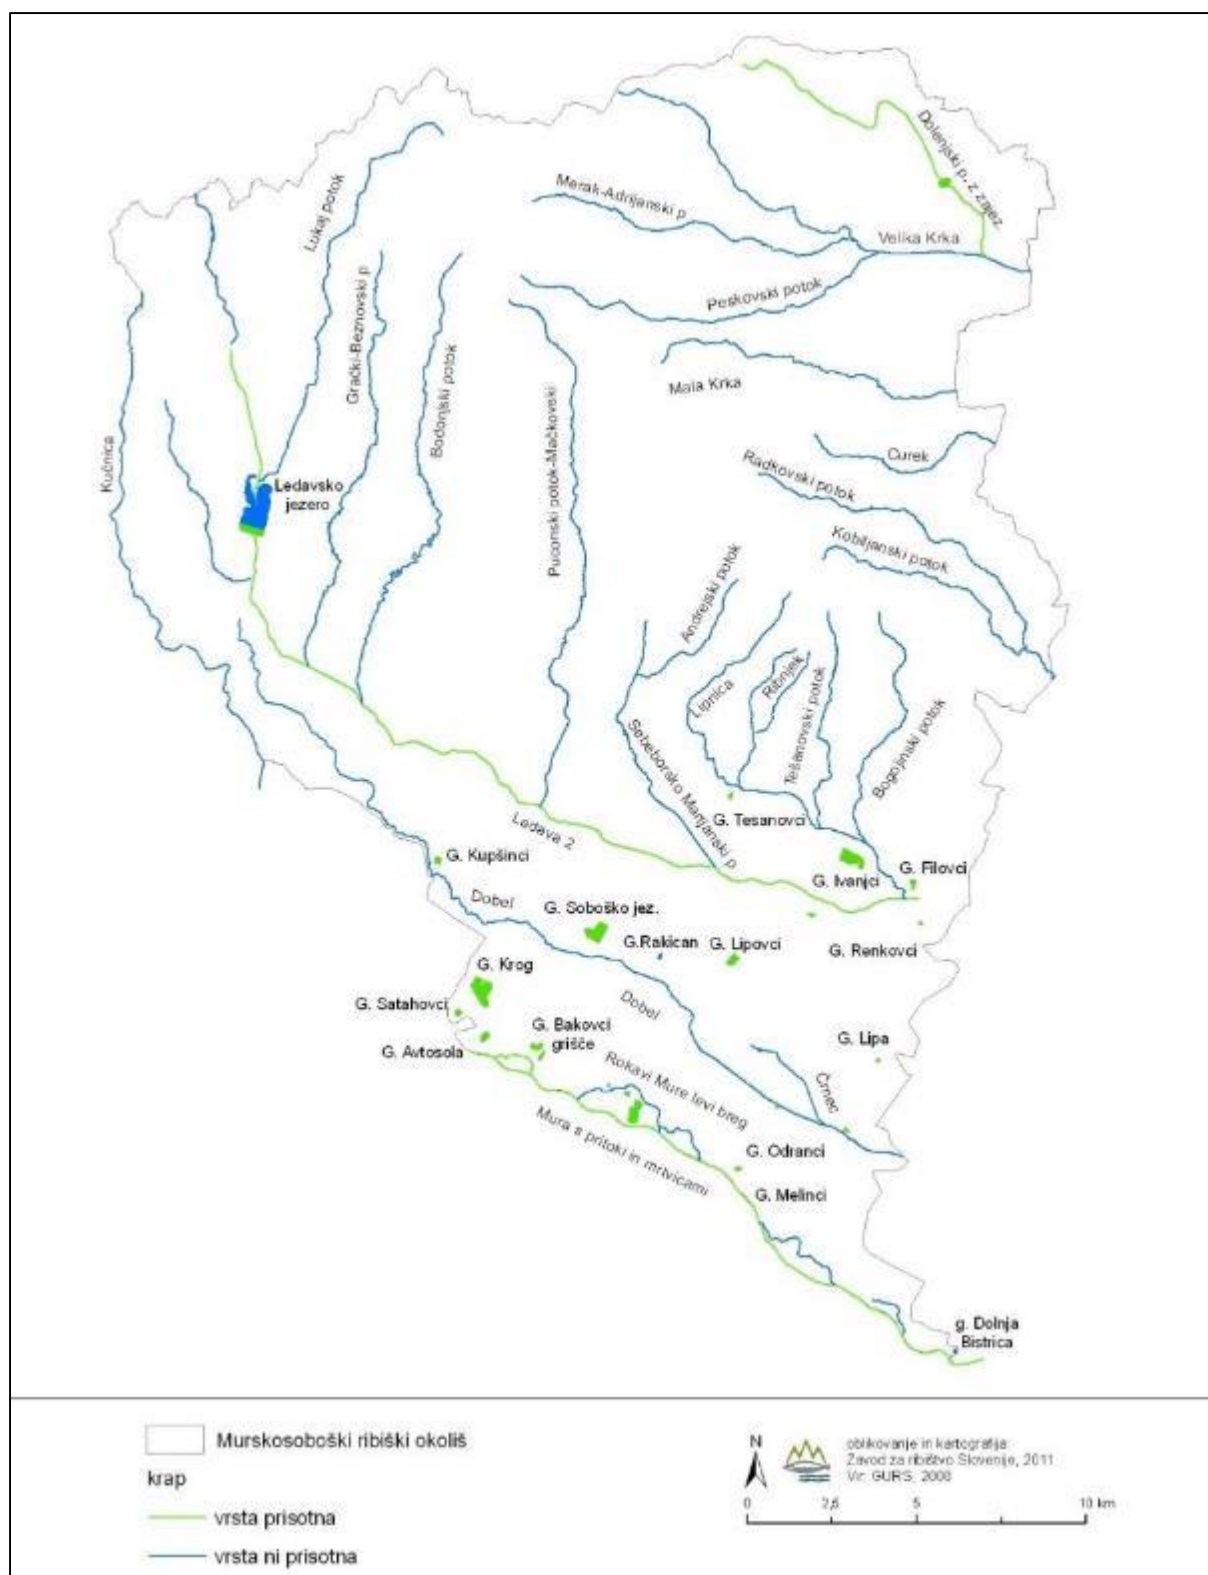 Dolenjski p. z zajez.
Merak-Adrijanski p
Velika Krka
Lukaj potok
Peskovski potok
Grački-Beznovski p
Bodonjski potok
Mala Krka
Kučnica
Puconski potok-Mačkovski
Curek
Radkovski potok
Ledavsko
jezero
Kobiljanski potok
Andrejski potok
Lipnica
Ribnjek
Tešanovski potok
Bogojinski potok
Sebeborsko Martjanski p
G. Tesanovci
Ledava 2
G. Kupšinci
G. Ivanjci
G. Filovci
Dobel
G. Soboško jez.
G.Rakican
G. Lipovci
G. Renkovci
G. Krog
G. Satahovci
Dobel
G. Bakovci
grišče
G. Avtosola
G. Lipa
Rokavi Mure levi breg
Črnec
Mura s pritoki in mrtvicami
G. Odranci
G. Melinci
g. Dolnja
Bistrica
Murskosoboški ribiški okoliš
krap
vrsta prisotna
vrsta ni prisotna
N
oblikovanje in kartografija:
Zavod za ribištvo Slovenije, 2011
Vir: GURS, 2008
0 2,5 5 10 km